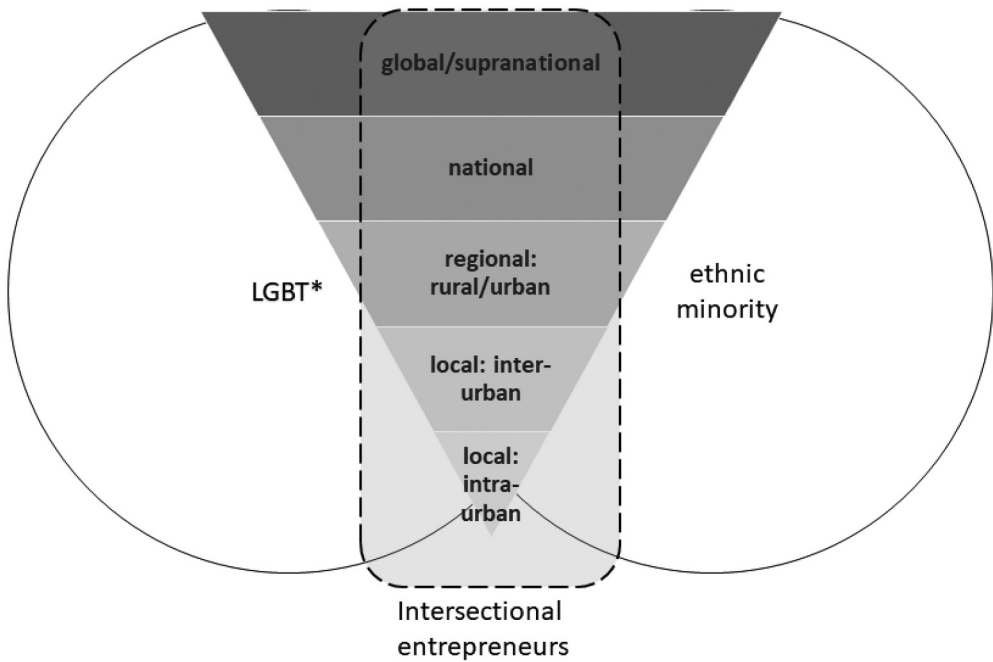 global/supranational
national
regional:
rural/urban
LGBT*
ethnic
minority
local: inter-
urban
local:
intra-
urban
Intersectional
entrepreneurs